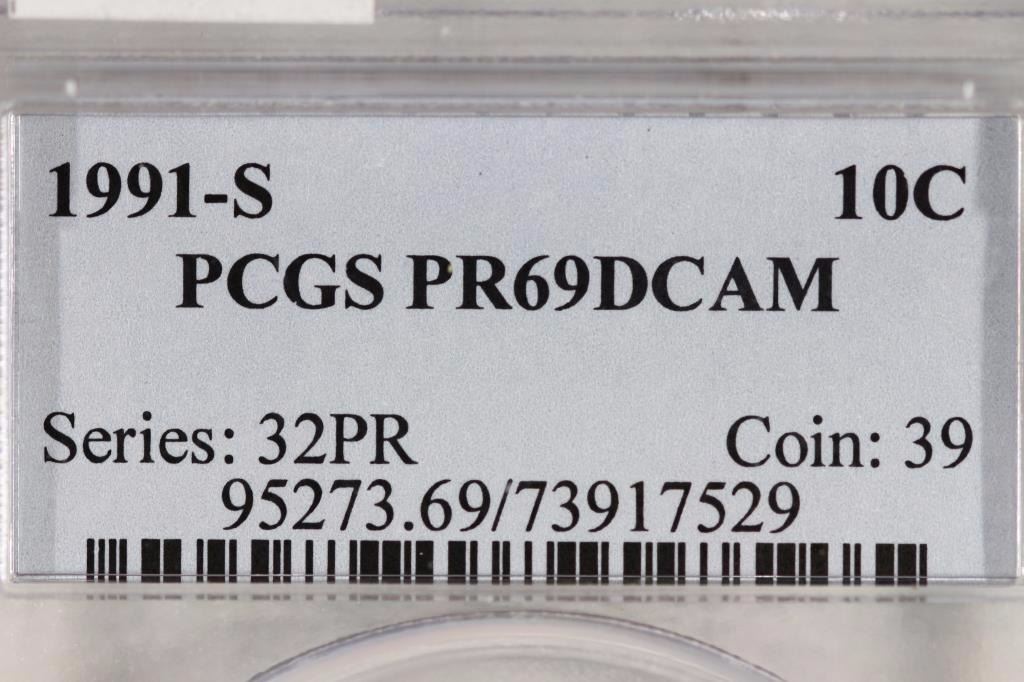 1991-S 10C
PCGS PR69DCAM
Series: 32PR Coin: 39
95273.69/73917529